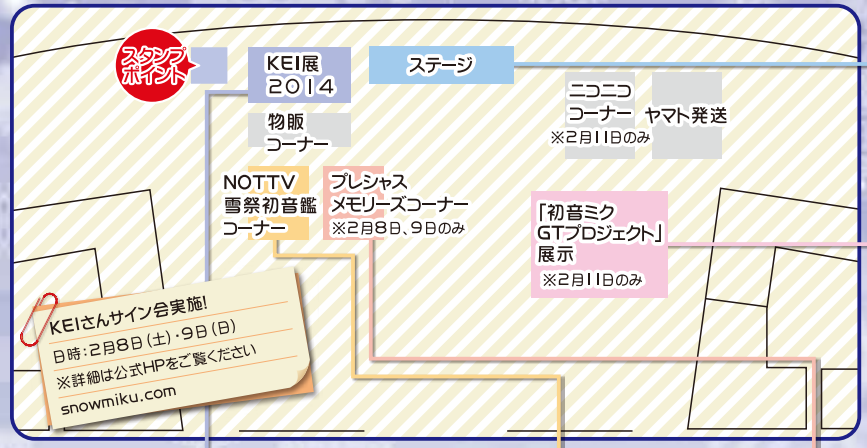 スタンプ
ポイント
KEI展
2014
ステージ
物販
コーナー
ニコニコ
コーナー
※2月11日のみ
ヤマト発送
NOTTV
雪祭初音鑑
コーナー
プレシャス
メモリーズコーナー
※2月8日、9日のみ
「初音ミク
GTプロジェクト」
展示
※2月11日のみ
KEIさんサイン会実施!
日時:2月8日(土)・9日(日)
※詳細は公式HPをご覧ください
snowmiku.com